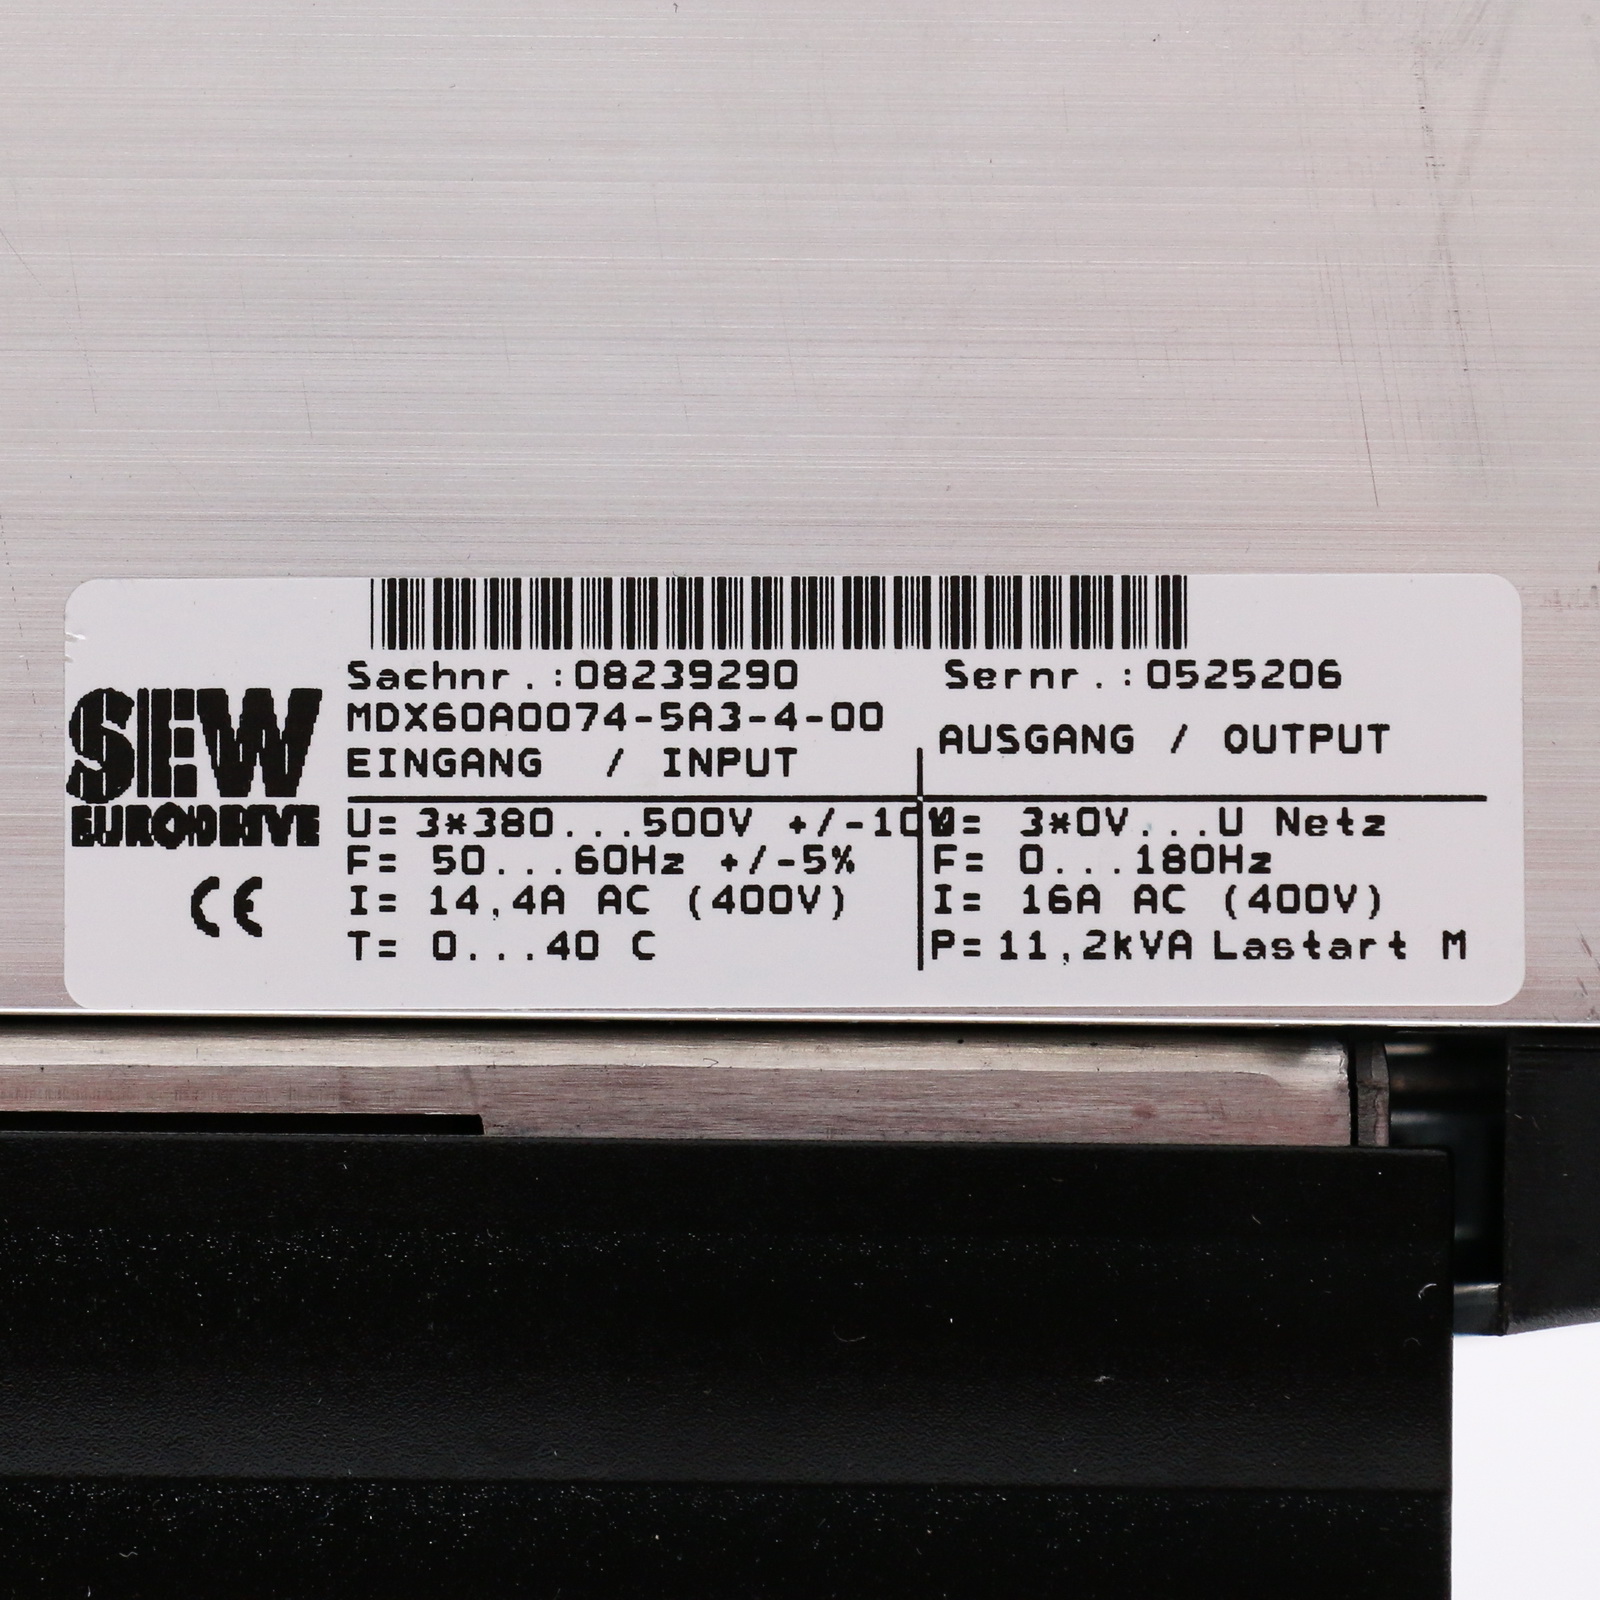 Sachnr.:08239290 Sernr.:0525206
MDX60A0074-5A3-4-00
EINGANG / INPUT AUSGANG / OUTPUT
SEW
EURODRIVE
CE
U= 3*380...500V +/-10% U= 3*0V...U Netz
F= 50...60Hz +/-5% F= 0...180Hz
I= 14,4A AC (400V) I= 16A AC (400V)
T= 0...40 C P= 11,2kVA Lastart M